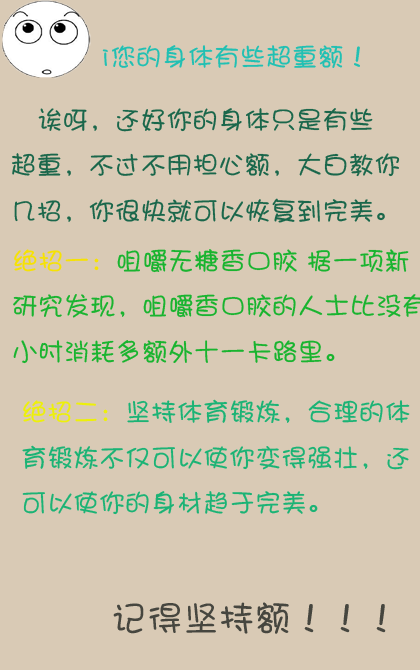 i您的身体有些超重额！
诶呀，还好你的身体只是有些
超重，不过不用担心额，大白教你
几招，你很快就可以恢复到完美。
绝招一：咀嚼无糖香口胶 据一项新
研究发现，咀嚼香口胶的人士比没有
小时消耗多额外十一卡路里。
绝招二：坚持体育锻炼，合理的体
育锻炼不仅可以使你变得强壮，还
可以使你的身材趋于完美。
记得坚持额！！！